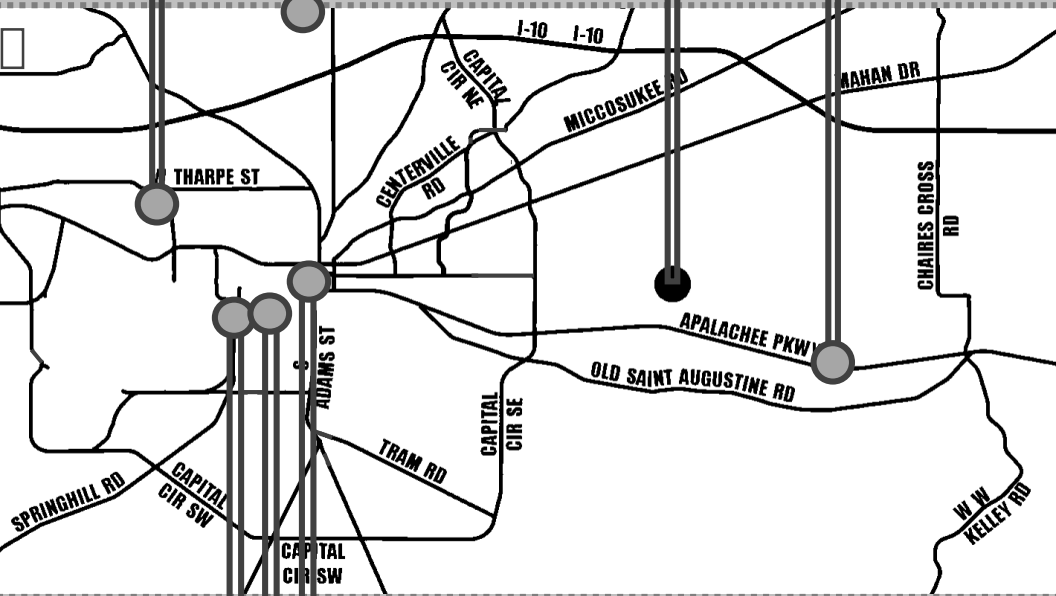 I-10 I-10
CAPITAL
CIR NE
MAHAN DR
MICCOSUKEE RD
CENTERVILLE
RD
THARPE ST
CHAIRES CROSS
RD
APALACHEE PKWY
ADAMS ST
OLD SAINT AUGUSTINE RD
CAPITAL
CIR SE
TRAM RD
SPRINGHILL RD
CAPITAL
CIR SW
W W
KELLEY RD
CAPITAL
CIR SW